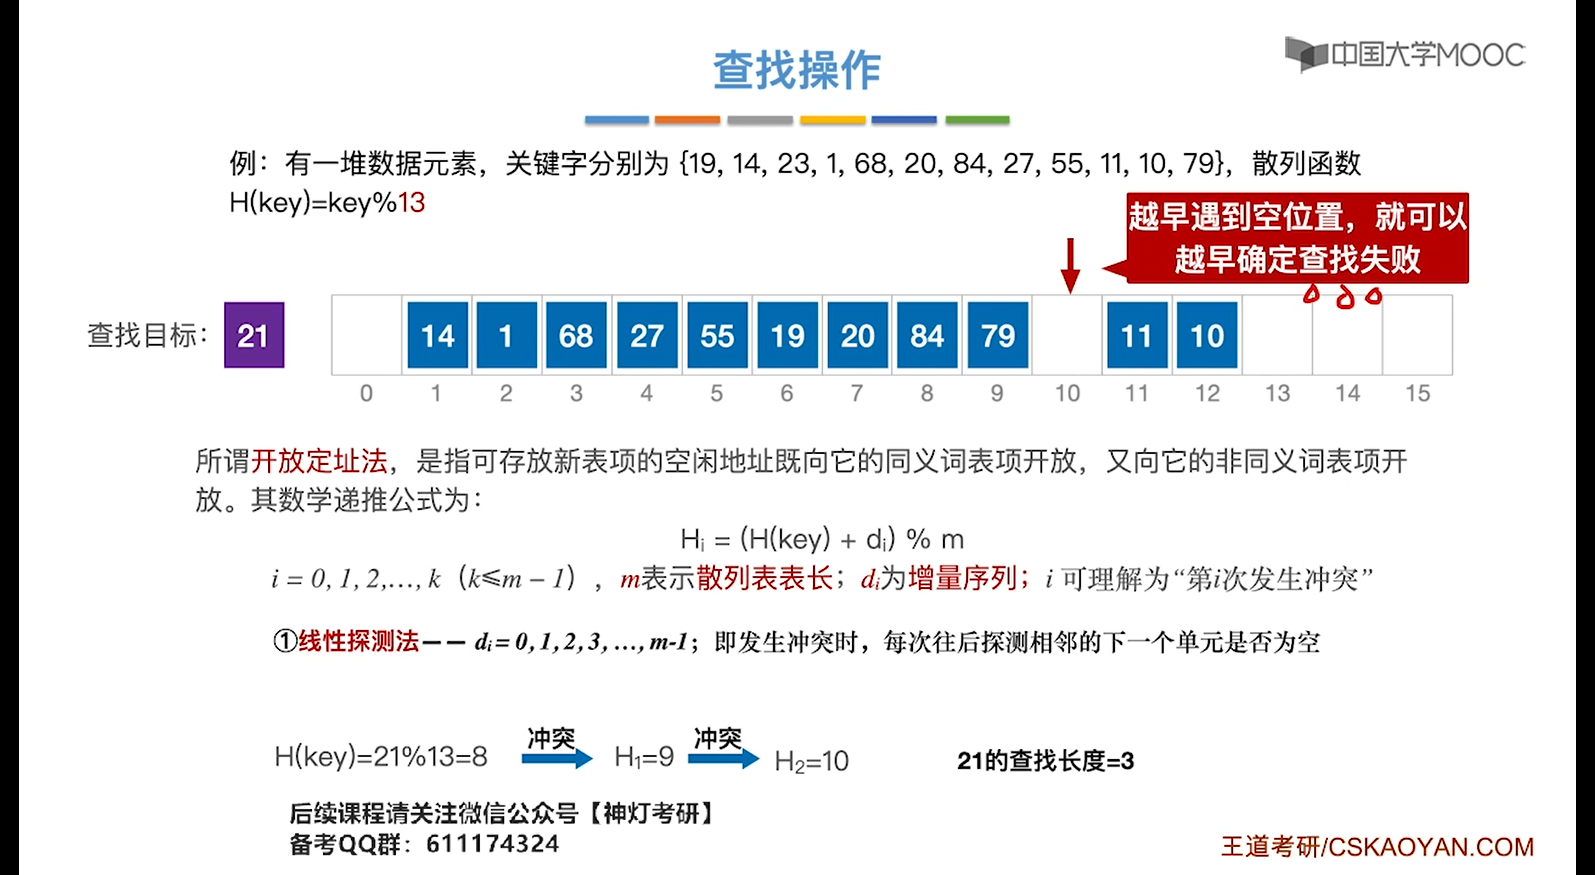 中国大学MOOC
查找操作
例：有一堆数据元素，关键字分别为 {19, 14, 23, 1, 68, 20, 84, 27, 55, 11, 10, 79}，散列函数
H(key)=key%13
越早遇到空位置，就可以
越早确定查找失败
查找目标： 21 14 1 68 27 55 19 20 84 79 11 10
0 1 2 3 4 5 6 7 8 9 10 11 12 13 14 15
所谓开放定址法，是指可存放新表项的空闲地址既向它的同义词表项开放，又向它的非同义词表项开
放。其数学递推公式为：
Hᵢ = (H(key) + dᵢ) % m
i = 0, 1, 2,…, k（k≤m − 1），m表示散列表表长；dᵢ为增量序列；i 可理解为“第i次发生冲突”
①线性探测法—— dᵢ = 0, 1, 2, 3, …, m-1；即发生冲突时，每次往后探测相邻的下一个单元是否为空
冲突 冲突
H(key)=21%13=8 H₁=9 H₂=10 21的查找长度=3
后续课程请关注微信公众号【神灯考研】
备考QQ群：611174324
王道考研/CSKAOYAN.COM